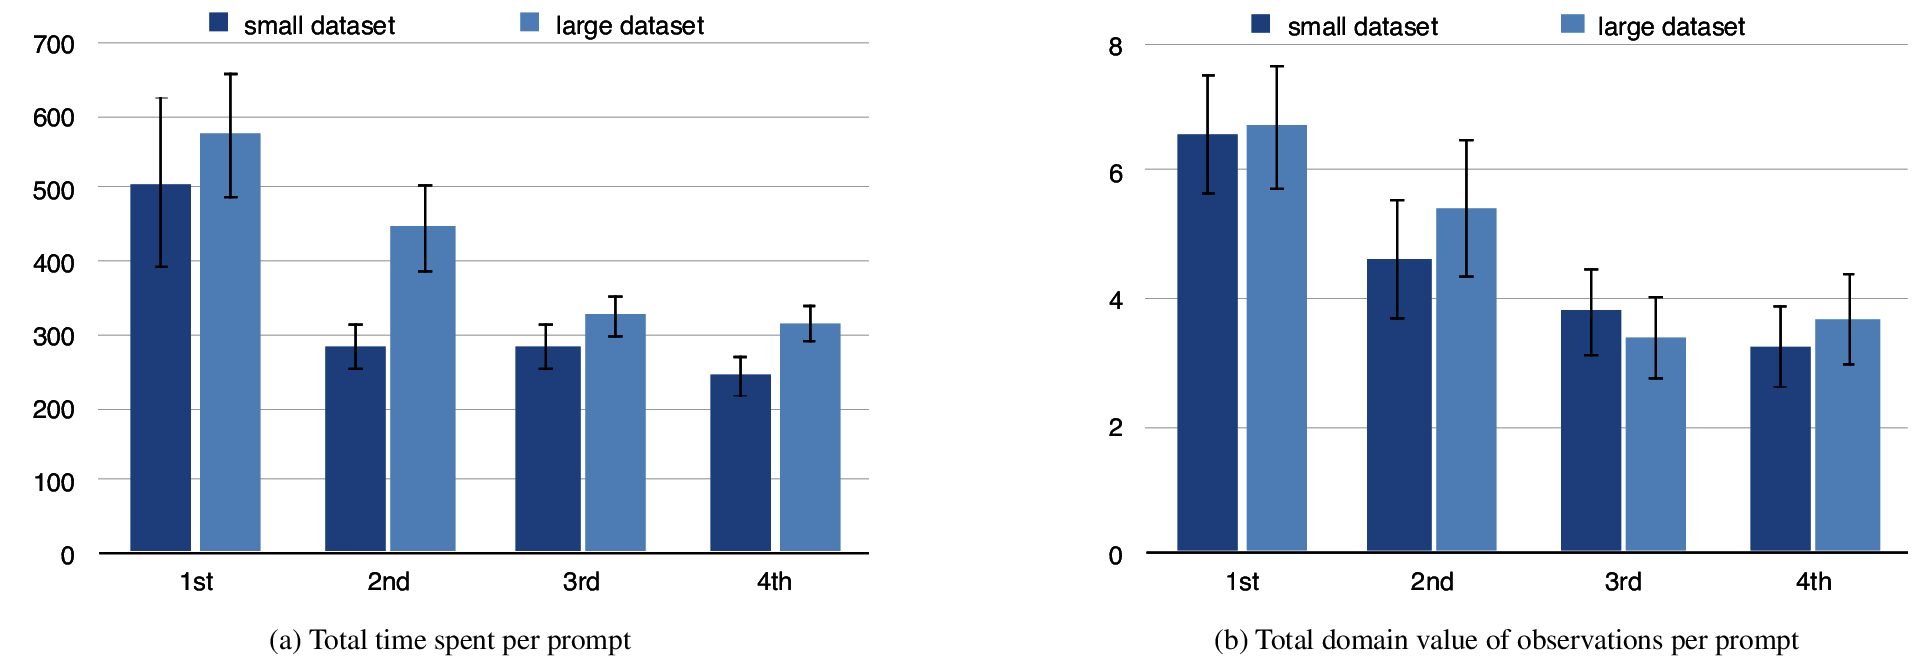 small dataset large dataset
700
600
500
400
300
200
100
0
1st 2nd 3rd 4th
(a) Total time spent per prompt
small dataset large dataset
8
6
4
2
0
1st 2nd 3rd 4th
(b) Total domain value of observations per prompt